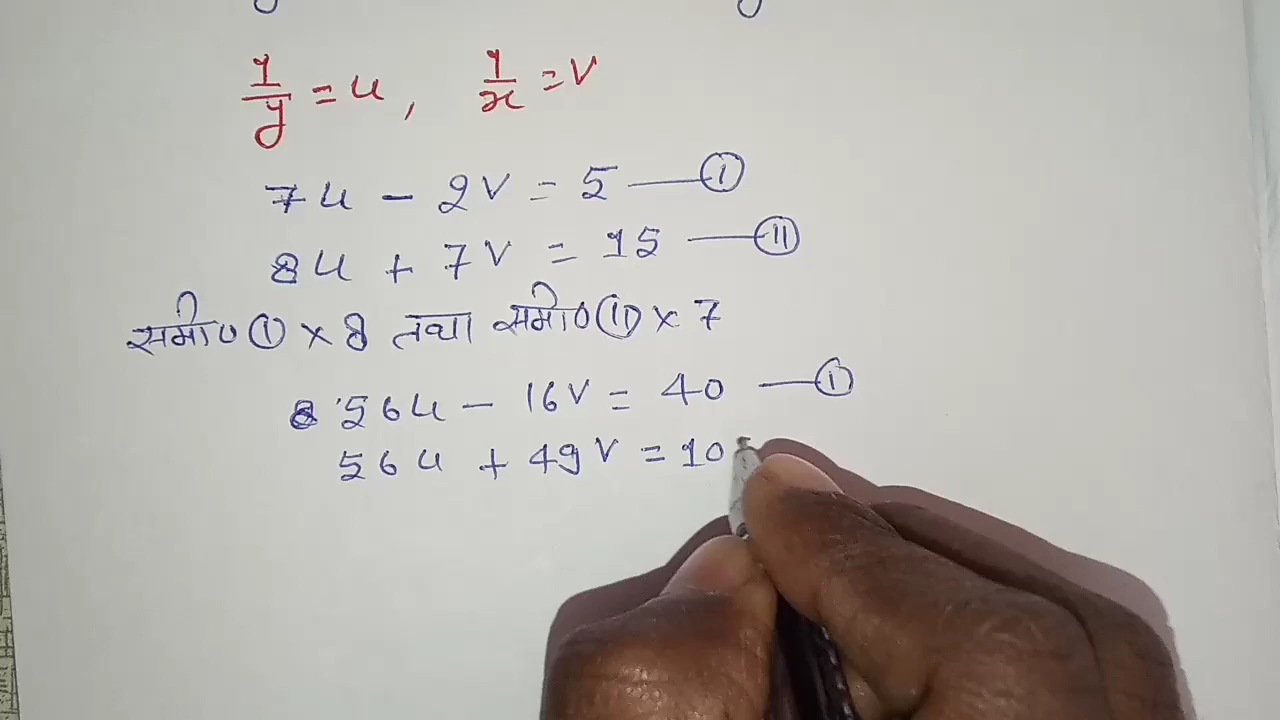 1/y = u, 1/x = v
7u - 2v = 5 — (I)
8u + 7v = 15 — (II)
समी० (I) × 8 तथा समी० (II) × 7
56u - 16v = 40 — (I)
56u + 49v = 10